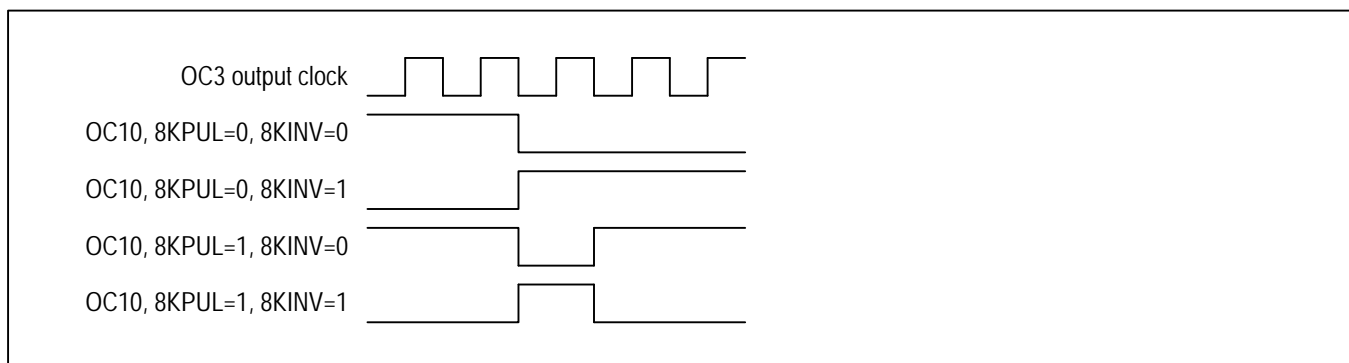 OC3 output clock
OC10, 8KPUL=0, 8KINV=0
OC10, 8KPUL=0, 8KINV=1
OC10, 8KPUL=1, 8KINV=0
OC10, 8KPUL=1, 8KINV=1